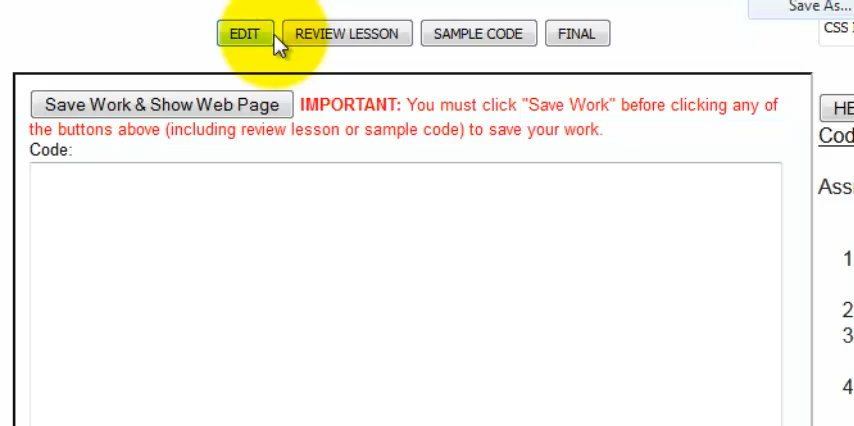 Save As...
EDIT REVIEW LESSON SAMPLE CODE FINAL
CSS
Save Work & Show Web Page IMPORTANT: You must click "Save Work" before clicking any of
the buttons above (including review lesson or sample code) to save your work.
Code:
HE
Cod
Ass
1
2
3
4